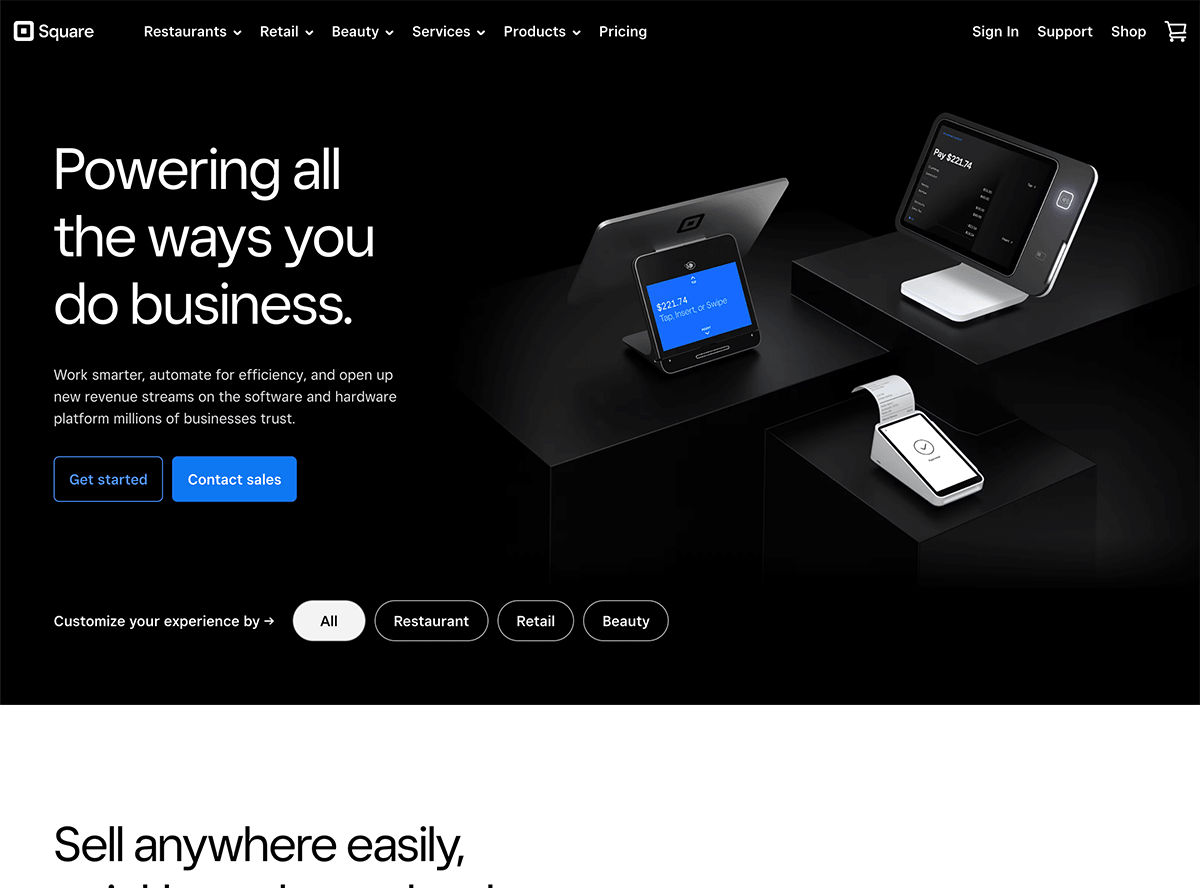 Square
Restaurants
Retail
Beauty
Services
Products
Pricing
Sign In
Support
Shop
Powering all
the ways you
do business.
Work smarter, automate for efficiency, and open up
new revenue streams on the software and hardware
platform millions of businesses trust.
Get started
Contact sales
Pay $221.74
$221.74
Tap, Insert, or Swipe
Customize your experience by →
All
Restaurant
Retail
Beauty
Sell anywhere easily,